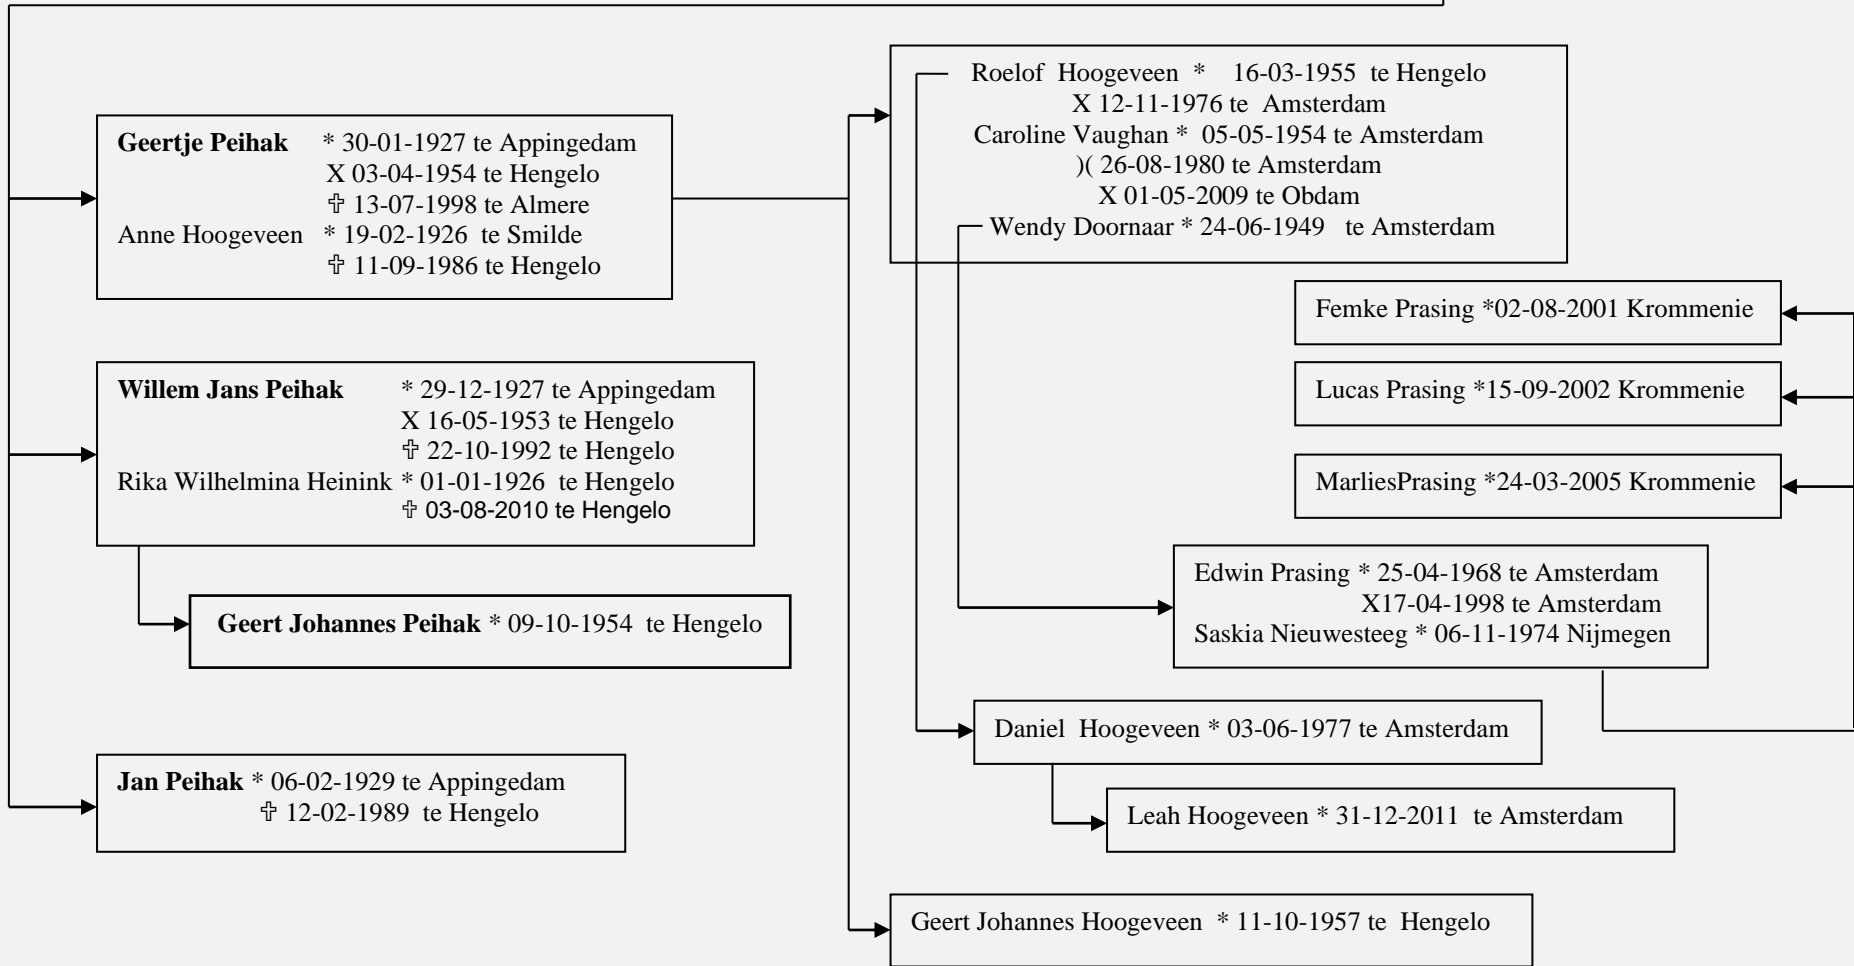 Geertje Peihak * 30-01-1927 te Appingedam
X 03-04-1954 te Hengelo
✞ 13-07-1998 te Almere
Anne Hoogeveen * 19-02-1926 te Smilde
✞ 11-09-1986 te Hengelo
Willem Jans Peihak * 29-12-1927 te Appingedam
X 16-05-1953 te Hengelo
✞ 22-10-1992 te Hengelo
Rika Wilhelmina Heinink * 01-01-1926 te Hengelo
✞ 03-08-2010 te Hengelo
Geert Johannes Peihak * 09-10-1954 te Hengelo
Jan Peihak * 06-02-1929 te Appingedam
✞ 12-02-1989 te Hengelo
Roelof Hoogeveen * 16-03-1955 te Hengelo
X 12-11-1976 te Amsterdam
Caroline Vaughan * 05-05-1954 te Amsterdam
)( 26-08-1980 te Amsterdam
X 01-05-2009 te Obdam
Wendy Doornaar * 24-06-1949 te Amsterdam
Femke Prasing *02-08-2001 Krommenie
Lucas Prasing *15-09-2002 Krommenie
MarliesPrasing *24-03-2005 Krommenie
Edwin Prasing * 25-04-1968 te Amsterdam
X17-04-1998 te Amsterdam
Saskia Nieuwesteeg * 06-11-1974 Nijmegen
Daniel Hoogeveen * 03-06-1977 te Amsterdam
Leah Hoogeveen * 31-12-2011 te Amsterdam
Geert Johannes Hoogeveen * 11-10-1957 te Hengelo